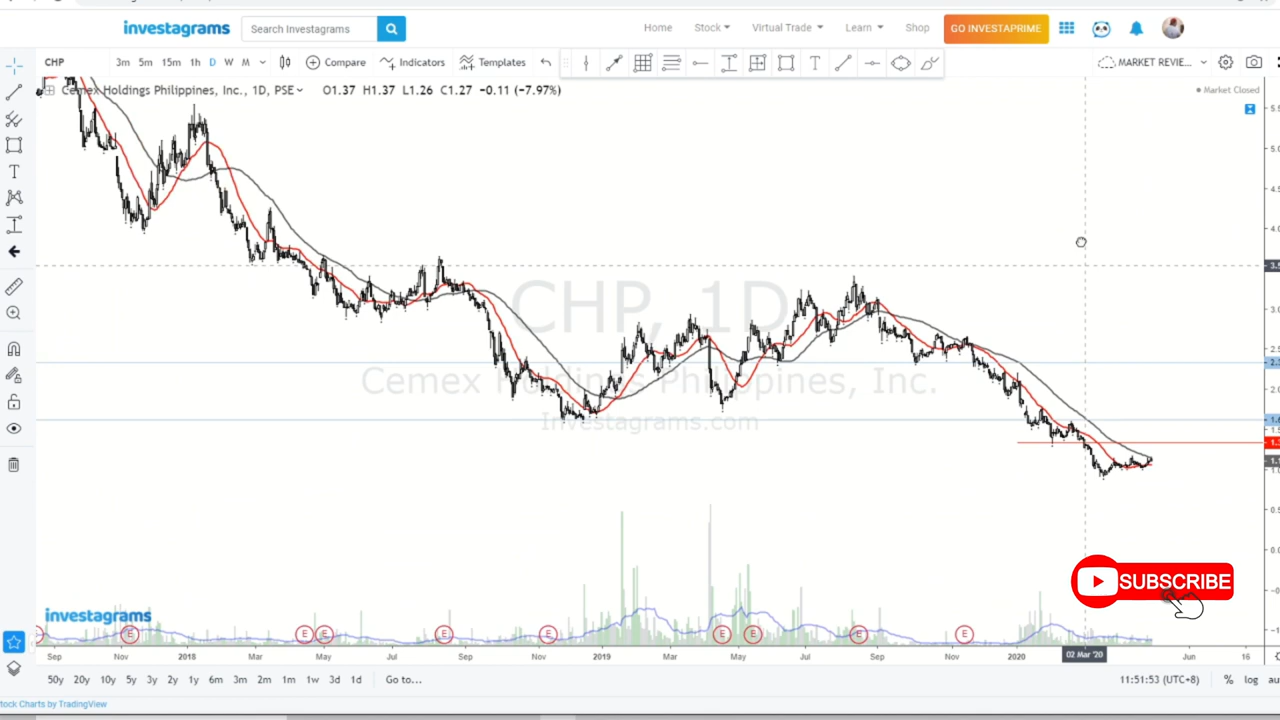 investagrams
Search Investagrams
Home
Stock
Virtual Trade
Learn
Shop
GO INVESTAPRIME
CHP
3m 5m 15m 1h D W M
Compare
Indicators
Templates
T
MARKET REVIE...
Cemex Holdings Philippines, Inc., 1D, PSE
O1.37 H1.37 L1.26 C1.27 −0.11 (−7.97%)
Market Closed
CHP, 1D
Cemex Holdings Philippines, Inc.
Investagrams.com
SUBSCRIBE
investagrams
E E E E E E E E E
Sep Nov 2018 Mar May Jul Sep Nov 2019 Mar May Jul Sep Nov 2020 02 Mar '20 Jun 16
50y 20y 10y 5y 3y 2y 1y 6m 3m 2m 1m 1w 3d 1d Go to...
11:51:53 (UTC+8)
% log
tock Charts by TradingView